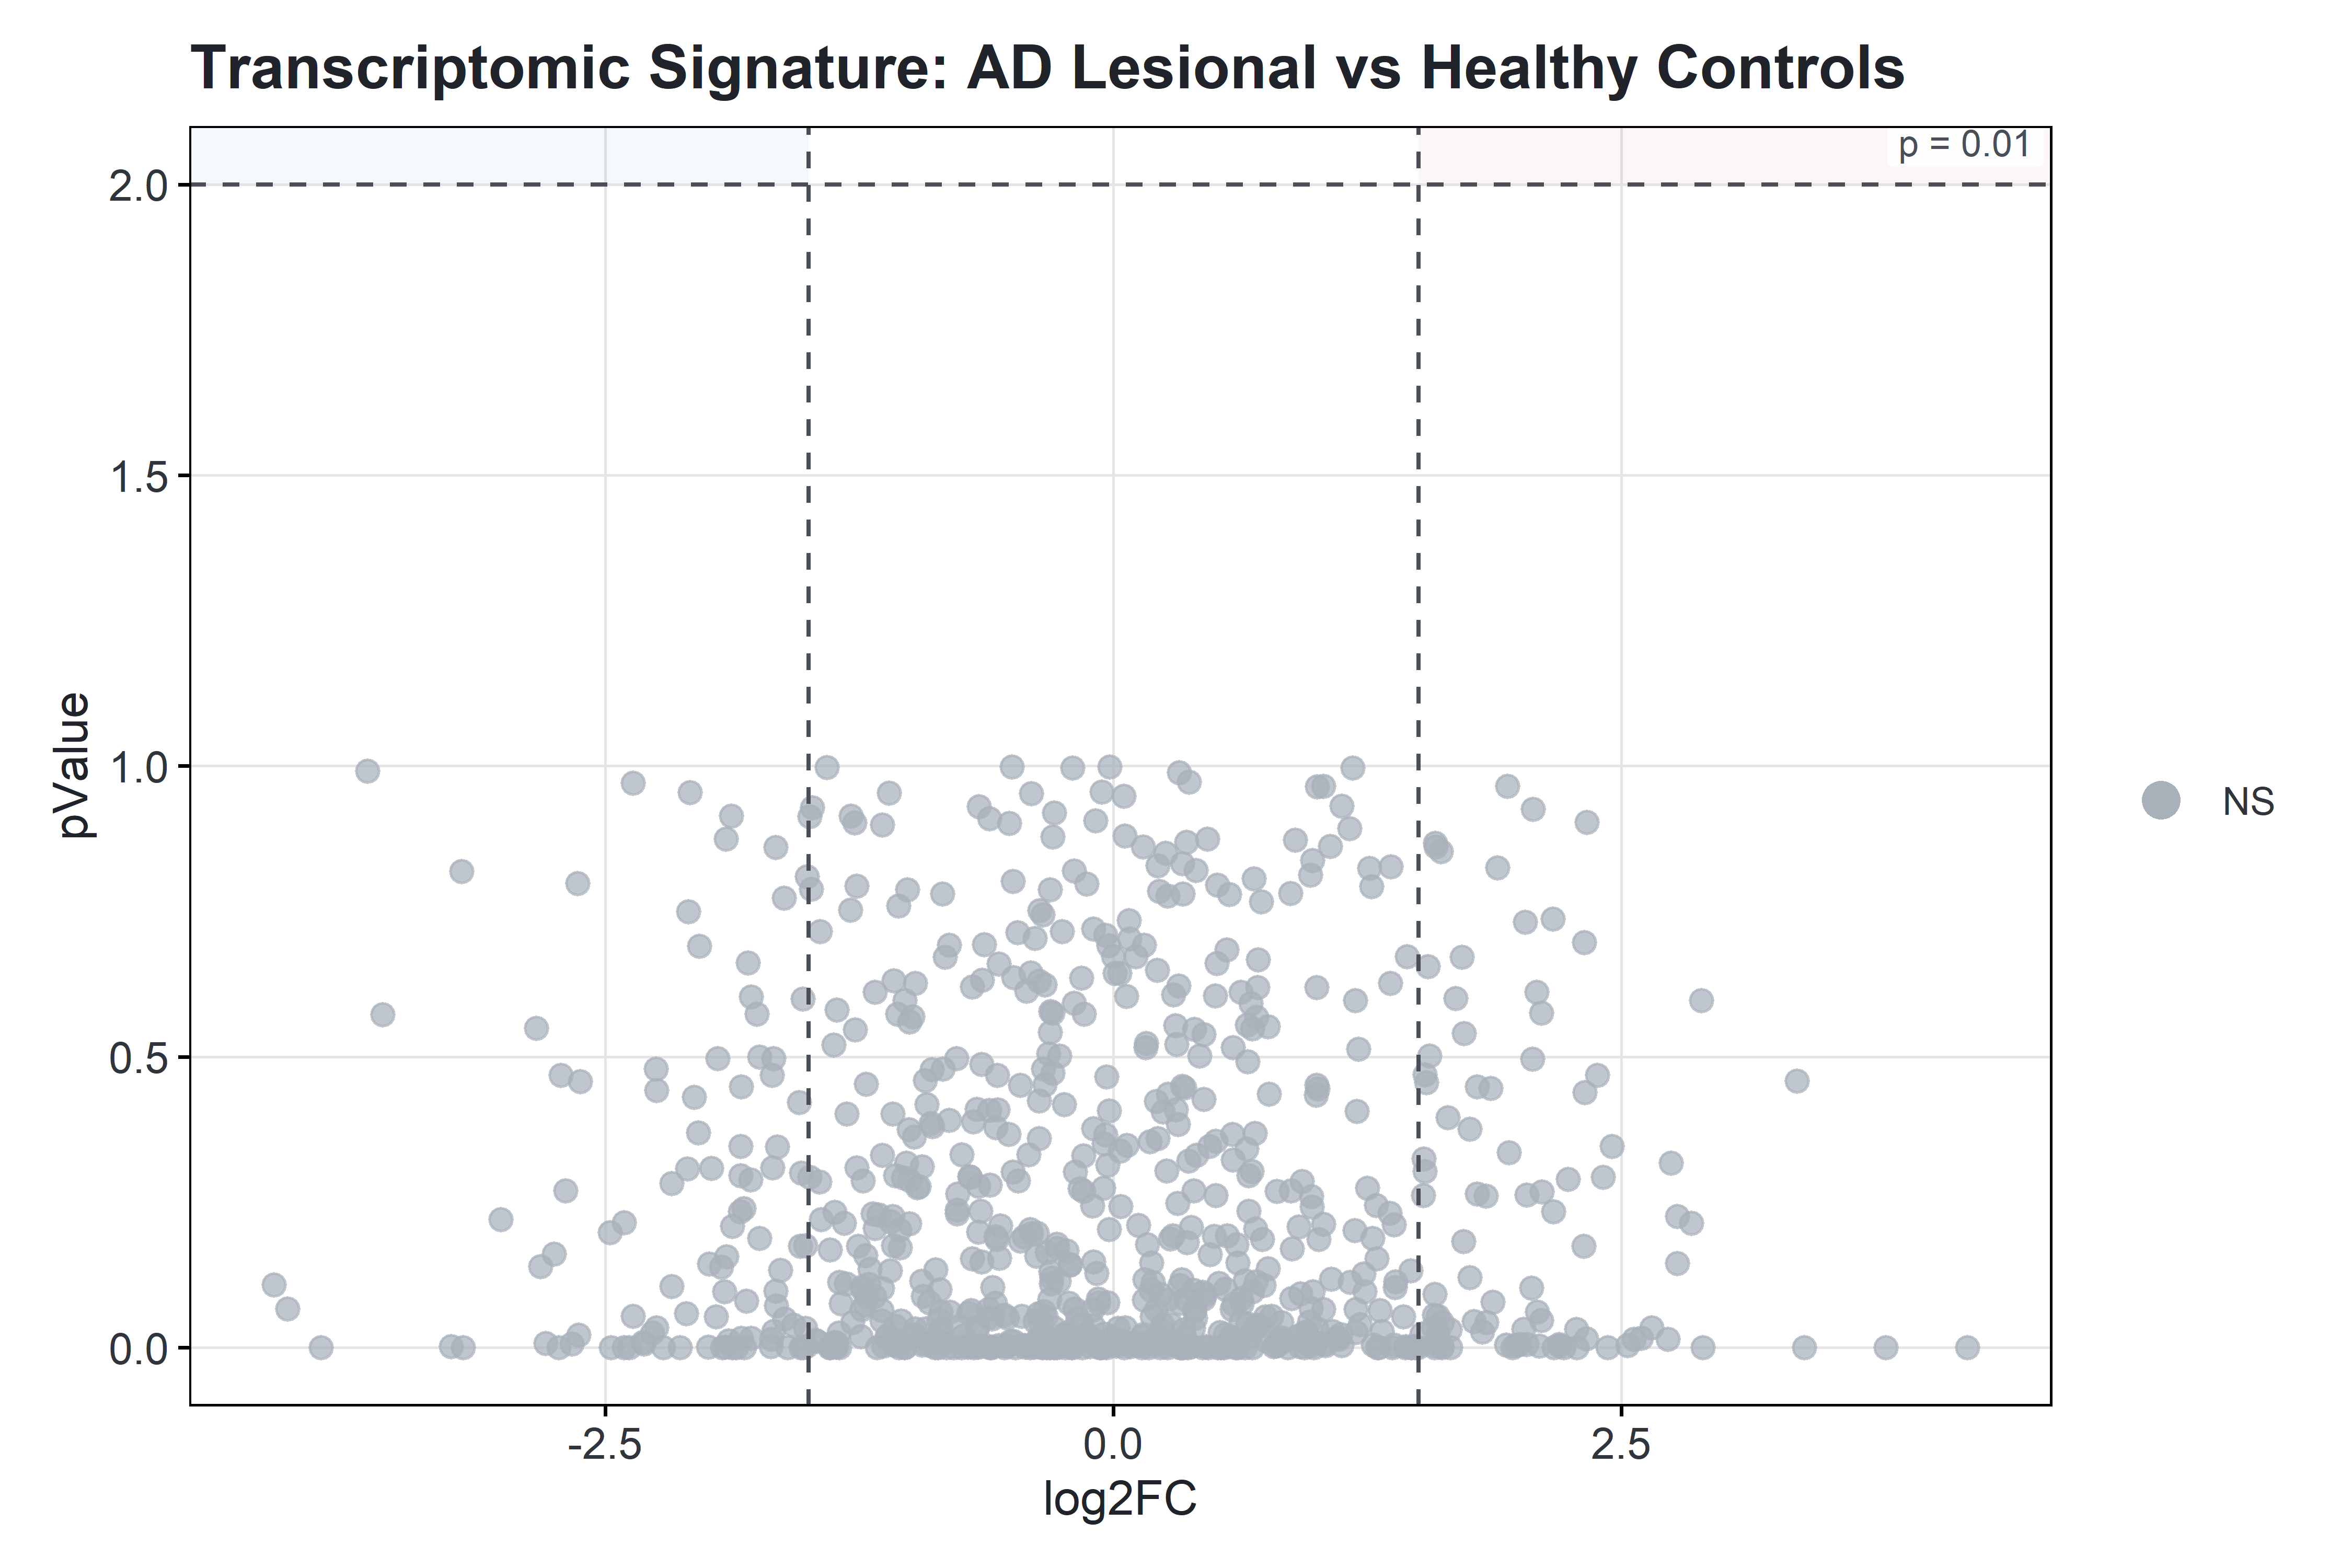 Transcriptomic Signature: AD Lesional vs Healthy Controls
p = 0.01
2.0
1.5
1.0
0.5
0.0
pValue
NS
-2.5
0.0
2.5
log2FC